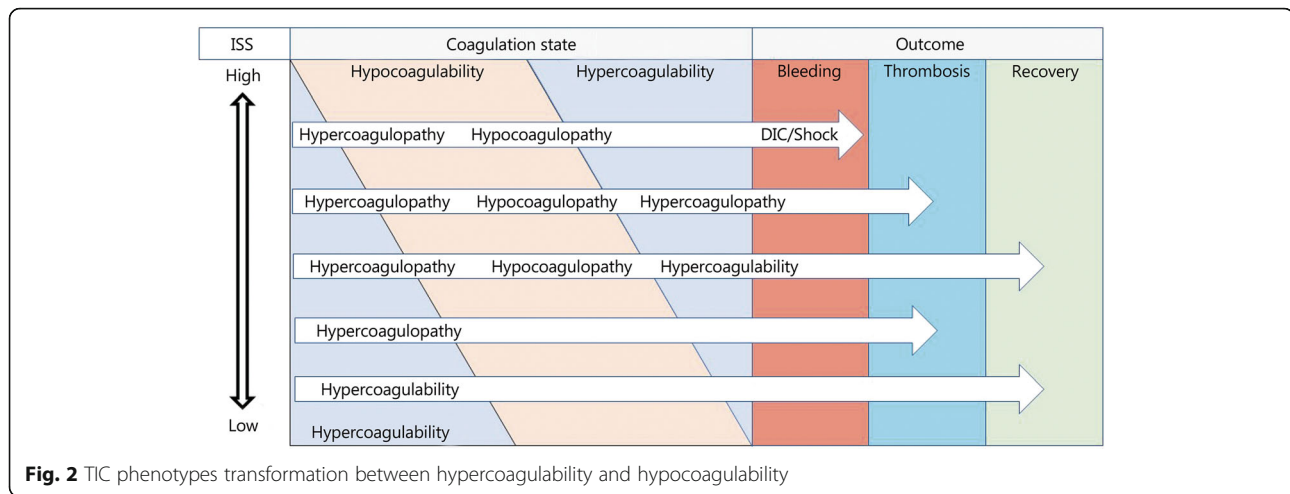 ISS Coagulation state Outcome
High Hypocoagulability Hypercoagulability Bleeding Thrombosis Recovery
Hypercoagulopathy Hypocoagulopathy DIC/Shock
Hypercoagulopathy Hypocoagulopathy Hypercoagulopathy
Hypercoagulopathy Hypocoagulopathy Hypercoagulability
Hypercoagulopathy
Hypercoagulability
Low
Hypercoagulability
Fig. 2 TIC phenotypes transformation between hypercoagulability and hypocoagulability